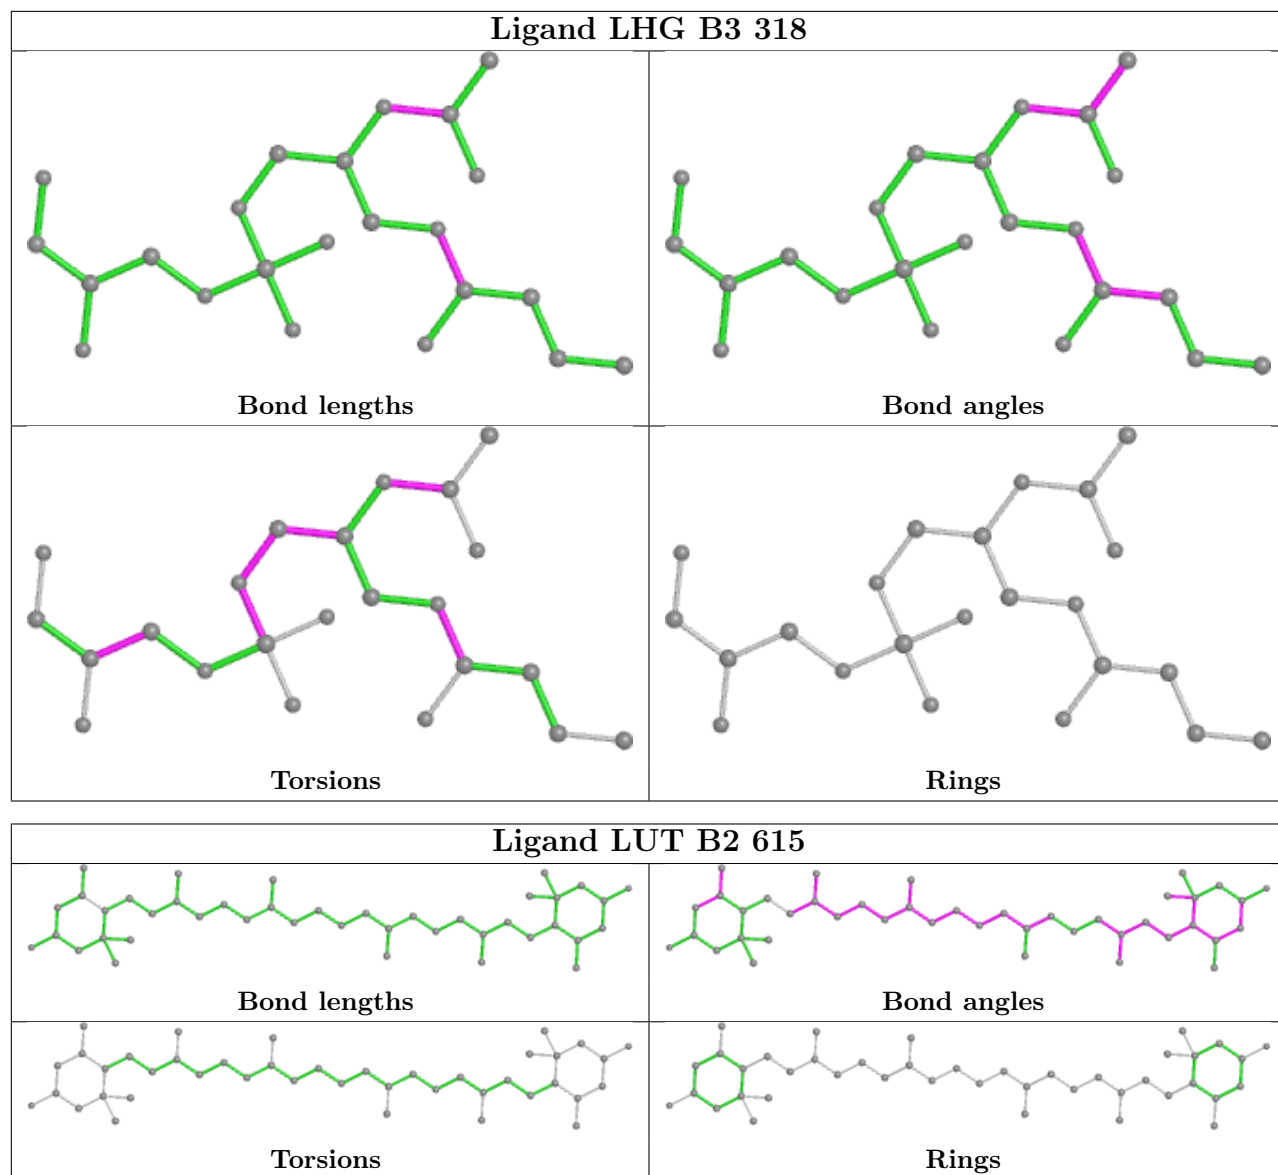 Ligand LHG B3 318
Bond lengths
Bond angles
Torsions
Rings
Ligand LUT B2 615
Bond lengths
Bond angles
Torsions
Rings